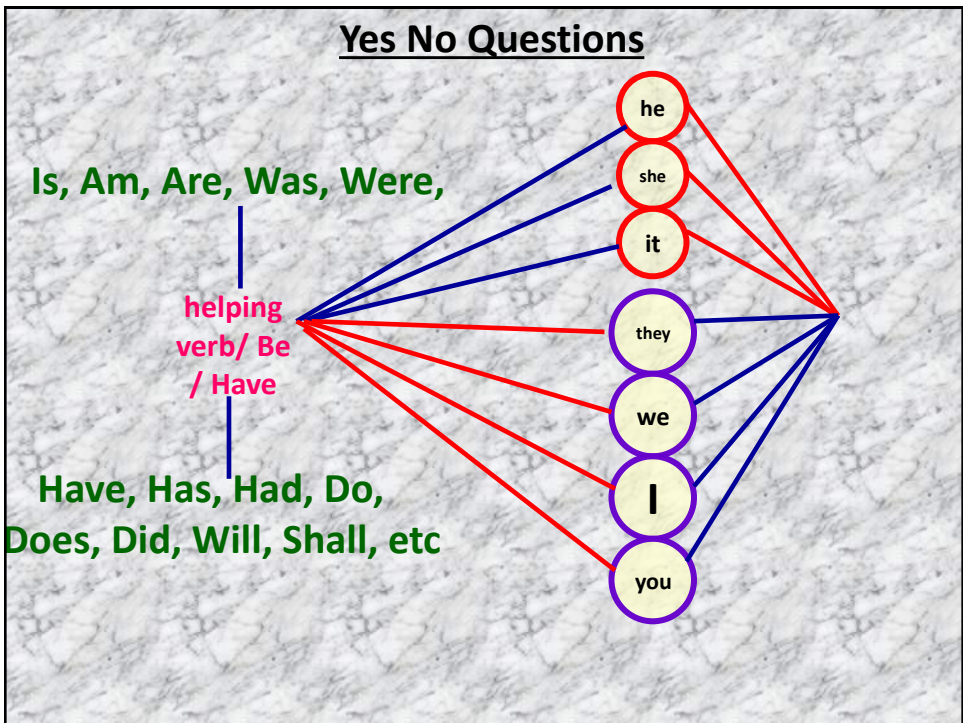 Yes No Questions
he
she
it
they
we
I
you
Is, Am, Are, Was, Were,
helping
verb/ Be
/ Have
Have, Has, Had, Do,
Does, Did, Will, Shall, etc